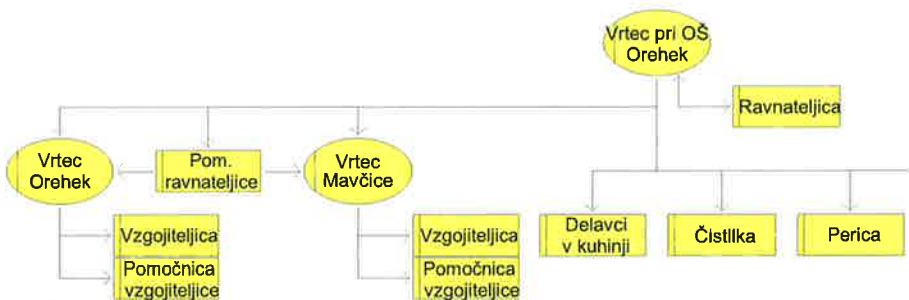 Vrtec pri OŠ
Orehek
Ravnateljica
Vrtec
Orehek
Pom.
ravnateljice
Vrtec
Mavčice
Vzgojiteljica
Pomočnica
vzgojiteljice
Vzgojiteljica
Pomočnica
vzgojiteljice
Delavci
v kuhinji
Čistilka
Perica